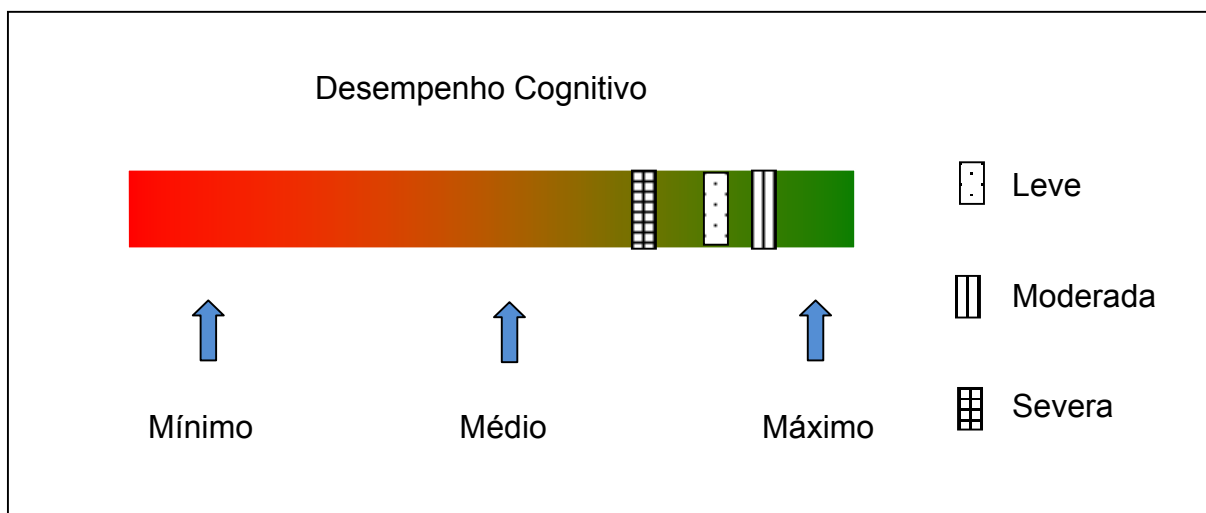 Desempenho Cognitivo
Leve
Moderada
Severa
Mínimo Médio Máximo